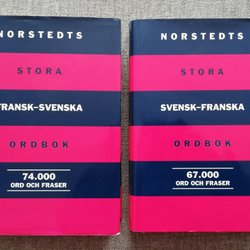 NORSTEDTS
STORA
FRANSK–SVENSKA
ORDBOK
74.000
ORD OCH FRASER
NORSTEDTS
STORA
SVENSK–FRANSKA
ORDBOK
67.000
ORD OCH FRASER